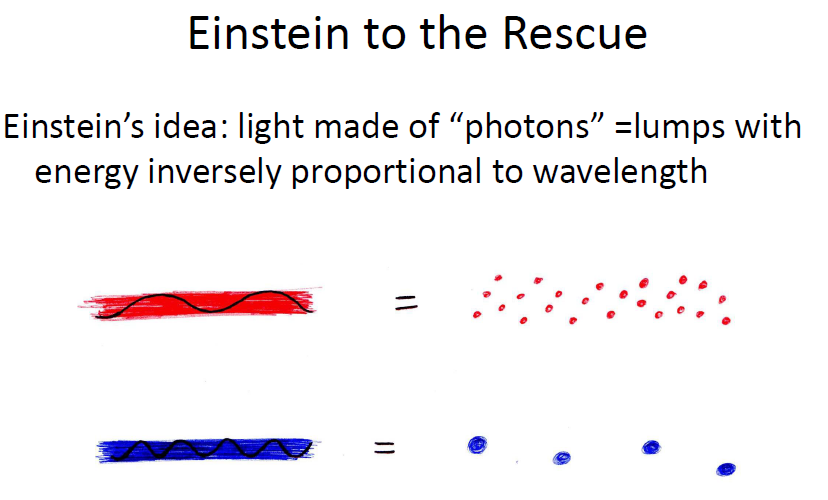 Einstein to the Rescue
Einstein’s idea: light made of “photons” =lumps with
energy inversely proportional to wavelength
=
=